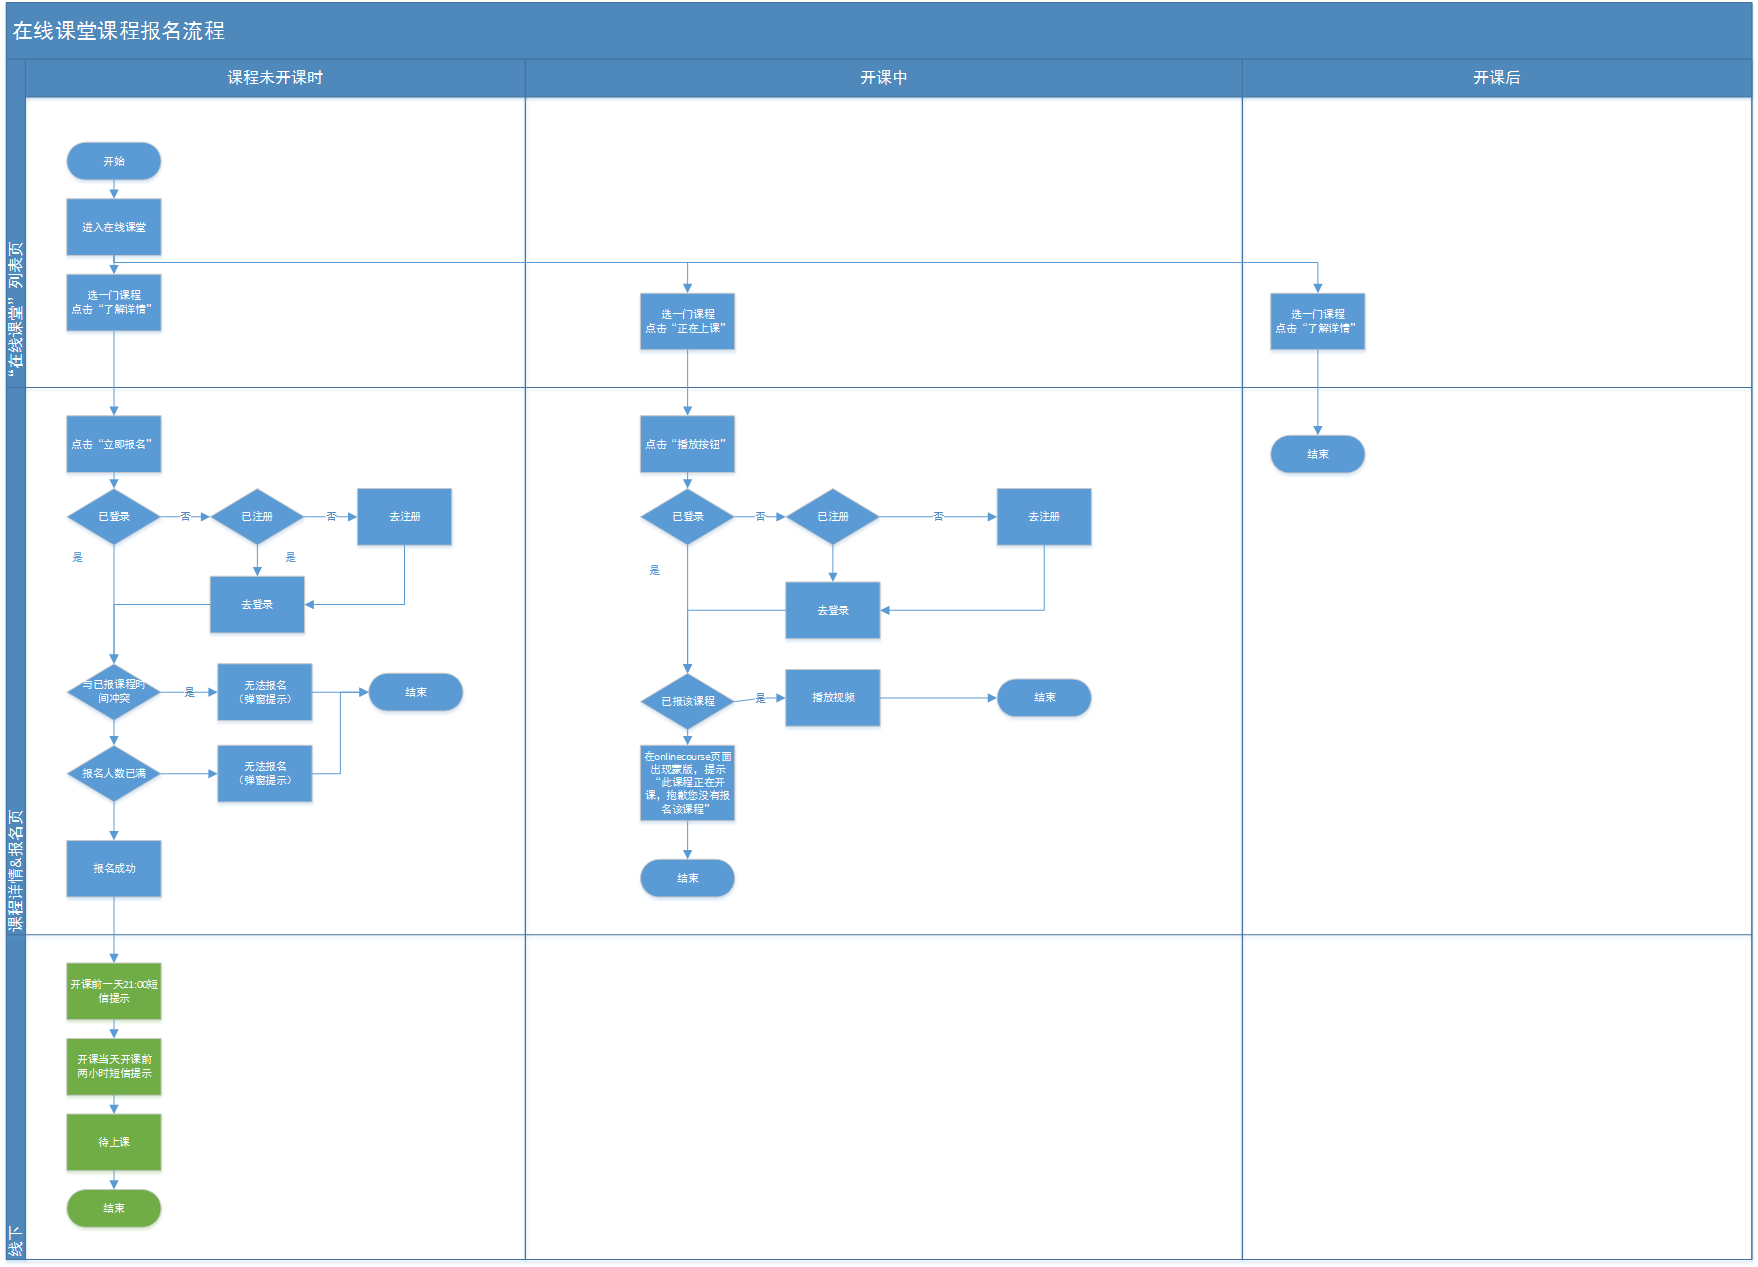 在线课堂课程报名流程
课程未开课时
开课中
开课后
“在线课堂”列表页
开始
进入在线课堂
选一门课程
点击“了解详情”
选一门课程
点击“正在上课”
选一门课程
点击“了解详情”
课程详情&报名页
点击“立即报名”
已登录
否
已注册
否
去注册
是
是
去登录
与已报课程时
间冲突
是
无法报名
（弹窗提示）
结束
报名人数已满
无法报名
（弹窗提示）
报名成功
点击“播放按钮”
已登录
否
已注册
否
去注册
是
去登录
已报该课程
是
播放视频
结束
在onlinecourse页面
出现蒙版，提示
“此课程正在开
课，抱歉您没有报
名该课程”
结束
结束
线下
开课前一天21:00短
信提示
开课当天开课前
两小时短信提示
待上课
结束